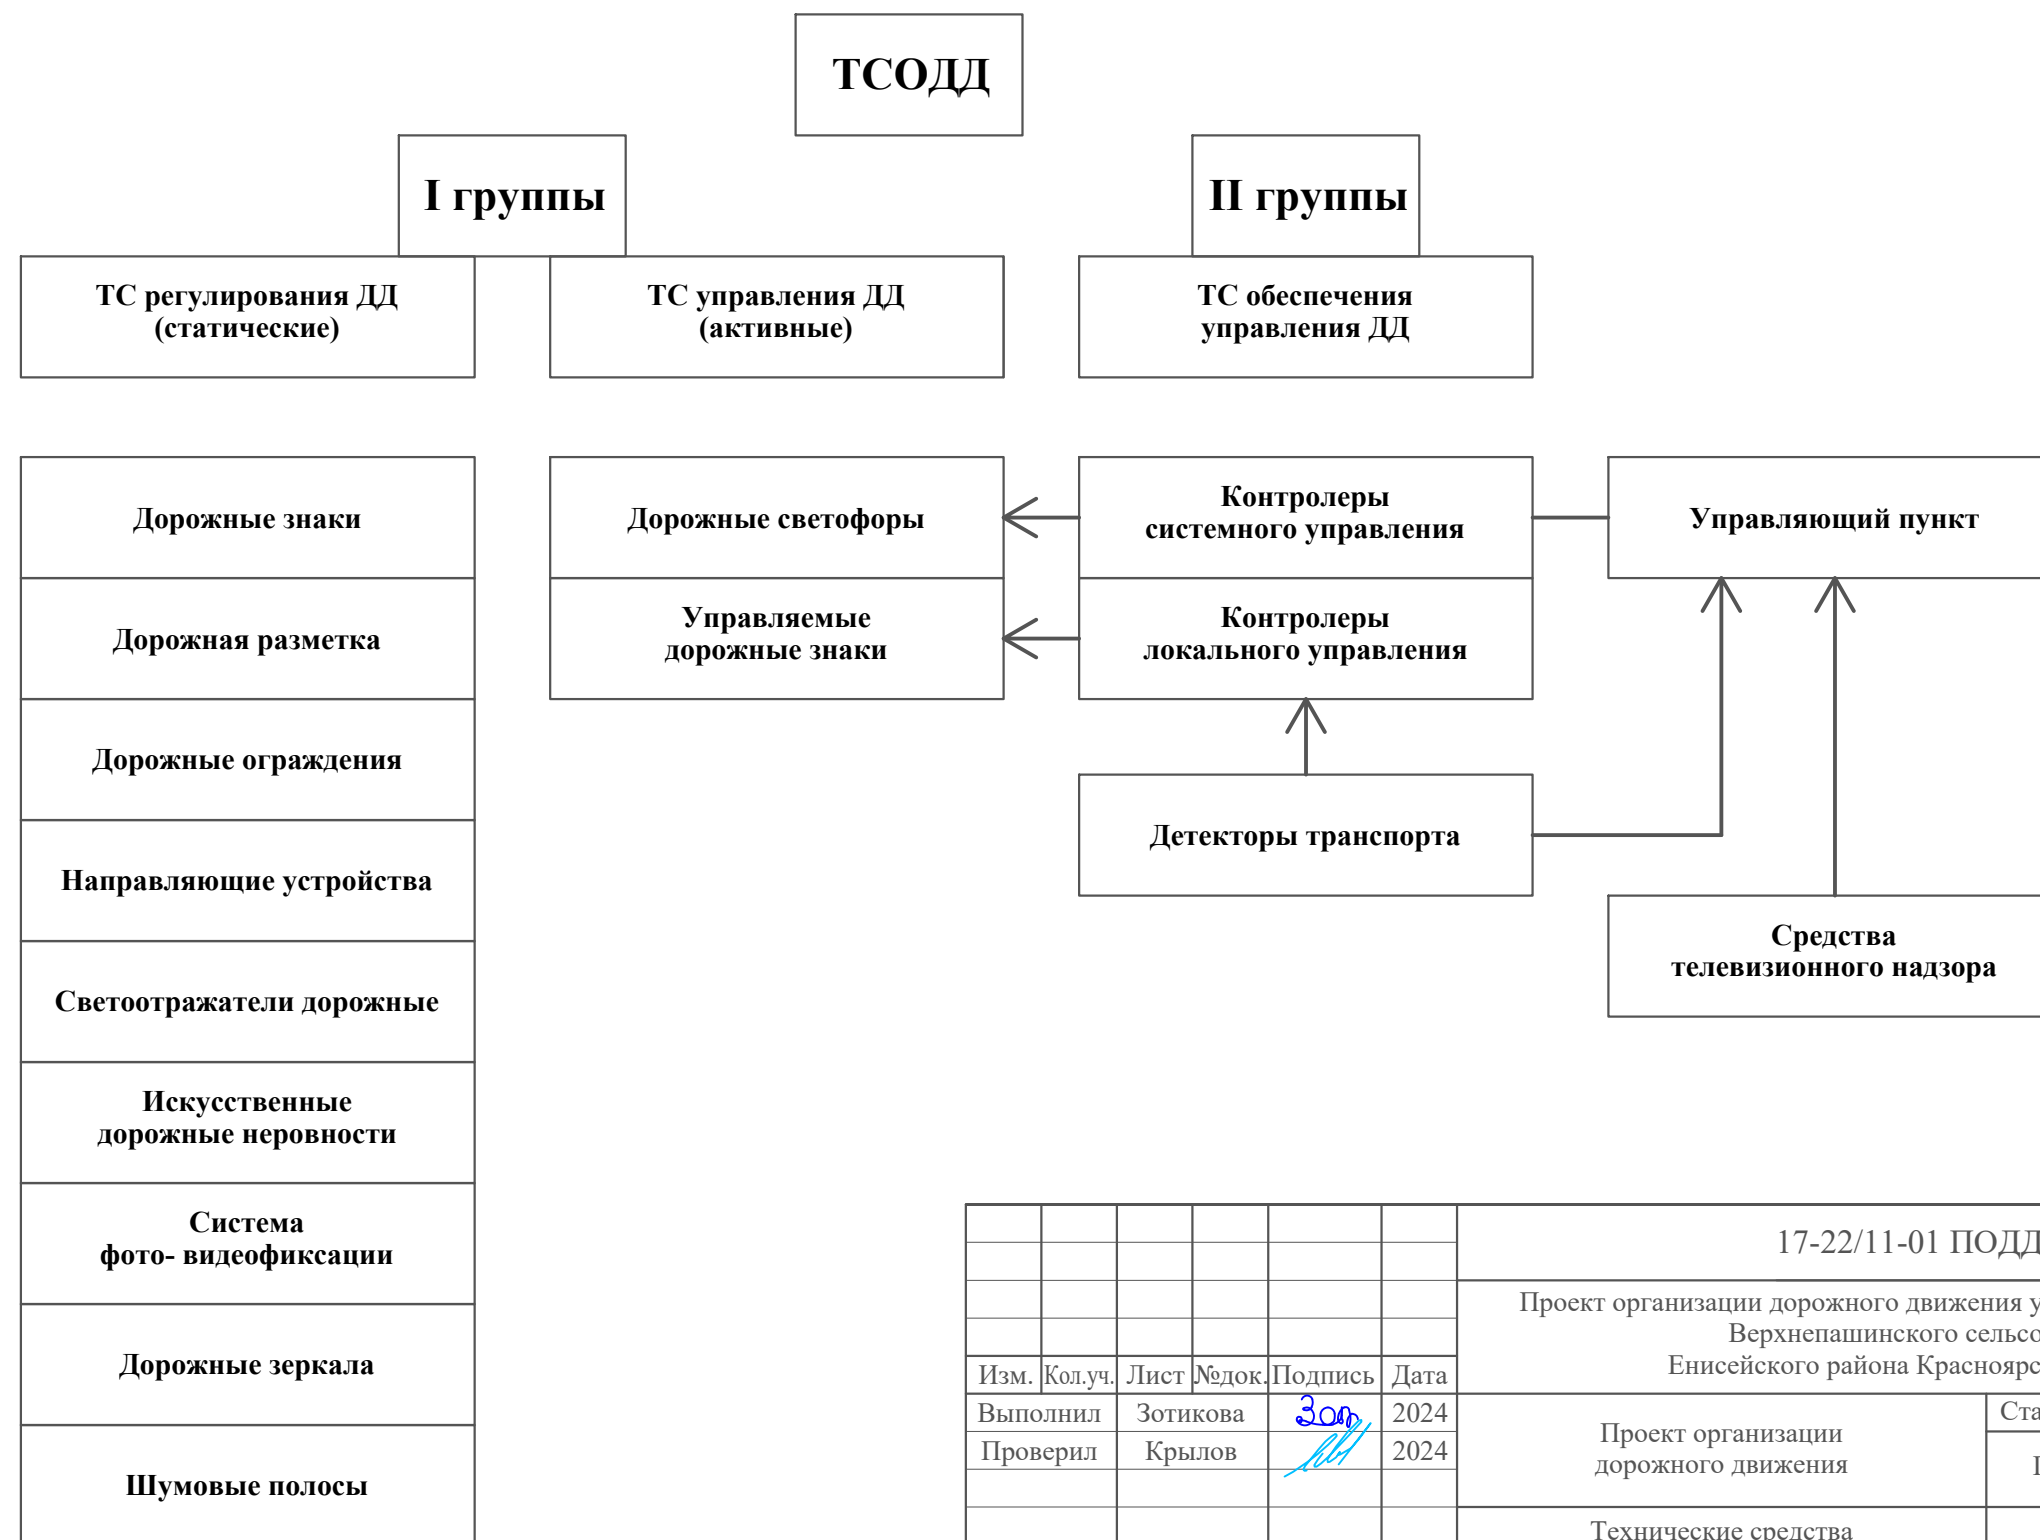 ТСОДД
I группы
II группы
ТС регулирования ДД
(статические)
ТС управления ДД
(активные)
ТС обеспечения
управления ДД
Дорожные знаки
Дорожная разметка
Дорожные ограждения
Направляющие устройства
Светоотражатели дорожные
Искусственные
дорожные неровности
Система
фото- видеофиксации
Дорожные зеркала
Шумовые полосы
Дорожные светофоры
Управляемые
дорожные знаки
Контролеры
системного управления
Контролеры
локального управления
Детекторы транспорта
Управляющий пункт
Средства
телевизионного надзора
17-22/11-01 ПОДД
Проект организации дорожного движения
Верхнепашинского
Енисейского района
Изм. Кол.уч. Лист №док. Подпись Дата
Выполнил Зотикова 2024
Проверил Крылов 2024
Проект организации
дорожного движения
Технические средства